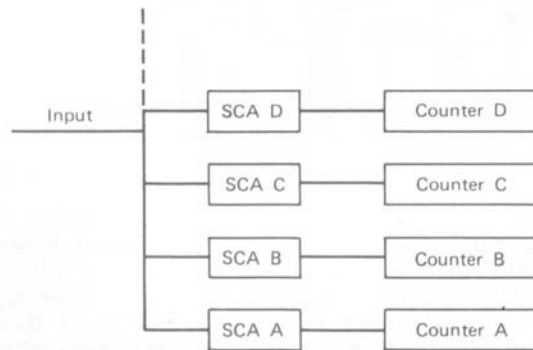 Input
SCA D
Counter D
SCA C
Counter C
SCA B
Counter B
SCA A
Counter A